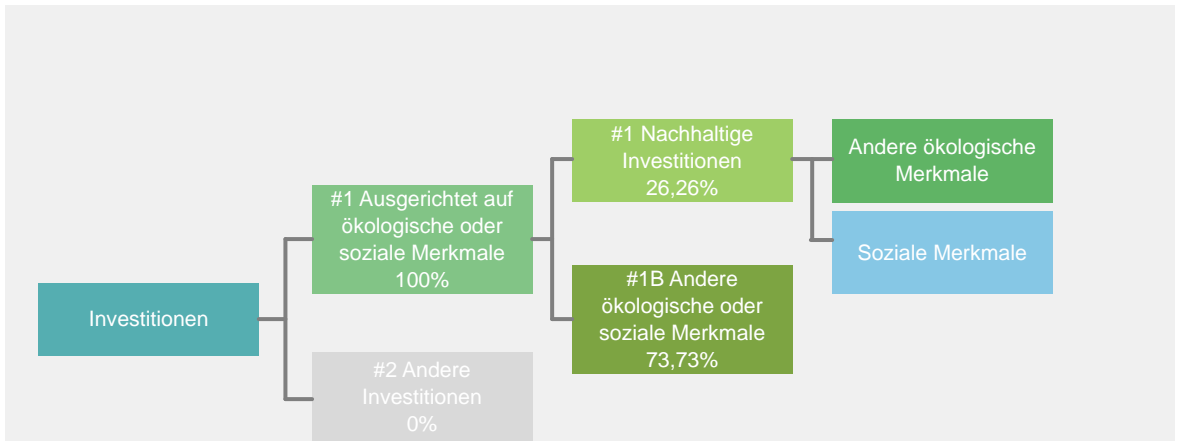 Investitionen
#1 Ausgerichtet auf
ökologische oder
soziale Merkmale
100%
#2 Andere
Investitionen
0%
#1 Nachhaltige
Investitionen
26,26%
#1B Andere
ökologische oder
soziale Merkmale
73,73%
Andere ökologische
Merkmale
Soziale Merkmale